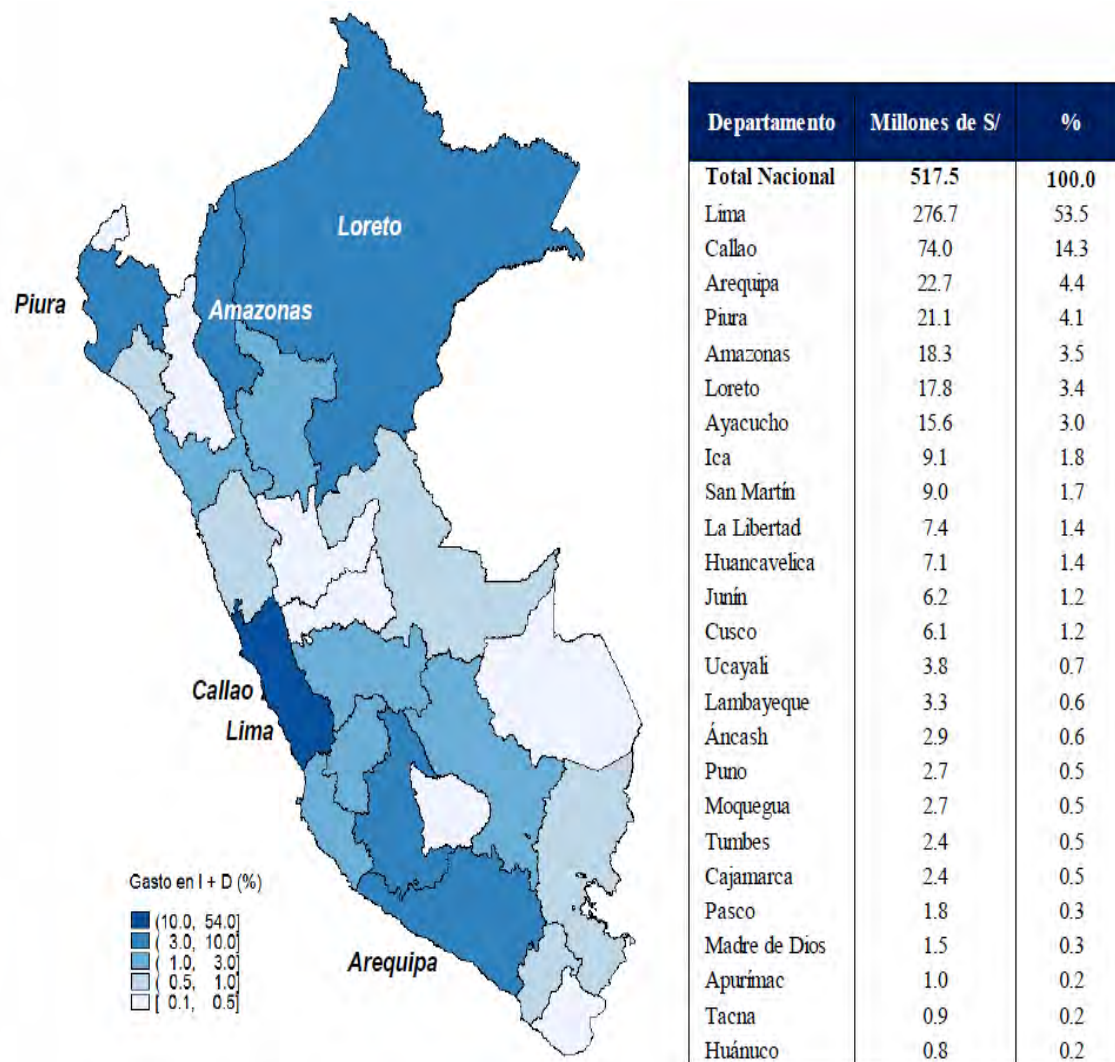 Loreto
Piura
Amazonas
Callao
Lima
Arequipa
Gasto en I + D (%)
(10.0, 54.0]
( 3.0, 10.0]
( 1.0, 3.0]
( 0.5, 1.0]
[ 0.1, 0.5]
Departamento Millones de S/ %
Total Nacional 517.5 100.0
Lima 276.7 53.5
Callao 74.0 14.3
Arequipa 22.7 4.4
Piura 21.1 4.1
Amazonas 18.3 3.5
Loreto 17.8 3.4
Ayacucho 15.6 3.0
Ica 9.1 1.8
San Martín 9.0 1.7
La Libertad 7.4 1.4
Huancavelica 7.1 1.4
Junín 6.2 1.2
Cusco 6.1 1.2
Ucayali 3.8 0.7
Lambayeque 3.3 0.6
Áncash 2.9 0.6
Puno 2.7 0.5
Moquegua 2.7 0.5
Tumbes 2.4 0.5
Cajamarca 2.4 0.5
Pasco 1.8 0.3
Madre de Dios 1.5 0.3
Apurímac 1.0 0.2
Tacna 0.9 0.2
Huánuco 0.8 0.2